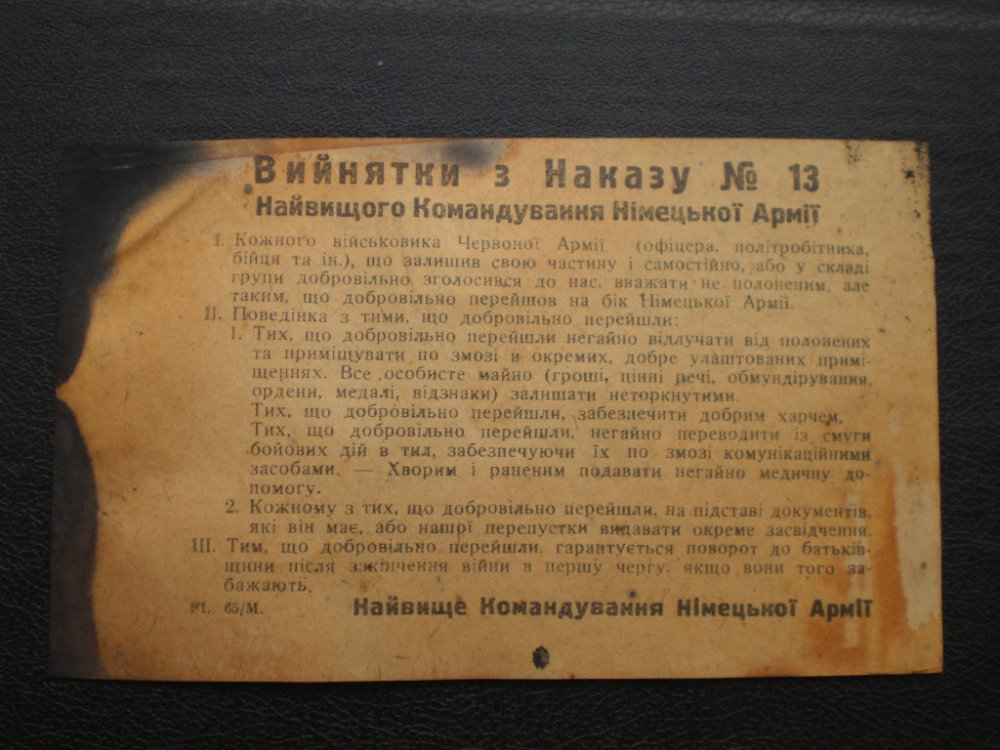 Вийнятки з Наказу № 13
Найвищого Командування Німецької Армії
I. Кожного військовика Червоної Армії (офіцера, політробітника,
бійця та ін.), що залишив свою частину і самостійно, або у складі
групи добровільно зголосився до нас, вважати не полоненим, але
таким, що добровільно перейшов на бік Німецької Армії.
II. Поведінка з тими, що добровільно перейшли:
1. Тих, що добровільно перейшли негайно відлучати від полонених
та приміщувати по змозі в окремих, добре улаштованих примі-
щеннях. Все особисте майно (гроші, цінні речі, обмундірування,
ордени, медалі, відзнаки) залишати неторкнутими.
Тих, що добровільно перейшли, забезпечити добрим харчем.
Тих, що добровільно перейшли, негайно переводити із смуги
бойових дій в тил, забезпечуючи їх по змозі комунікаційними
засобами. — Хворим і раненим подавати негайно медичну до-
помогу.
2. Кожному з тих, що добровільно перейшли, на підставі документів,
які він має, або нашої перепустки видавати окреме засвідчення.
III. Тим, що добровільно перейшли, гарантується поворот до батьків-
щини після закінчення війни в першу чергу, якщо вони того за-
бажають.
FL. 65/М. Найвище Командування Німецької Армії